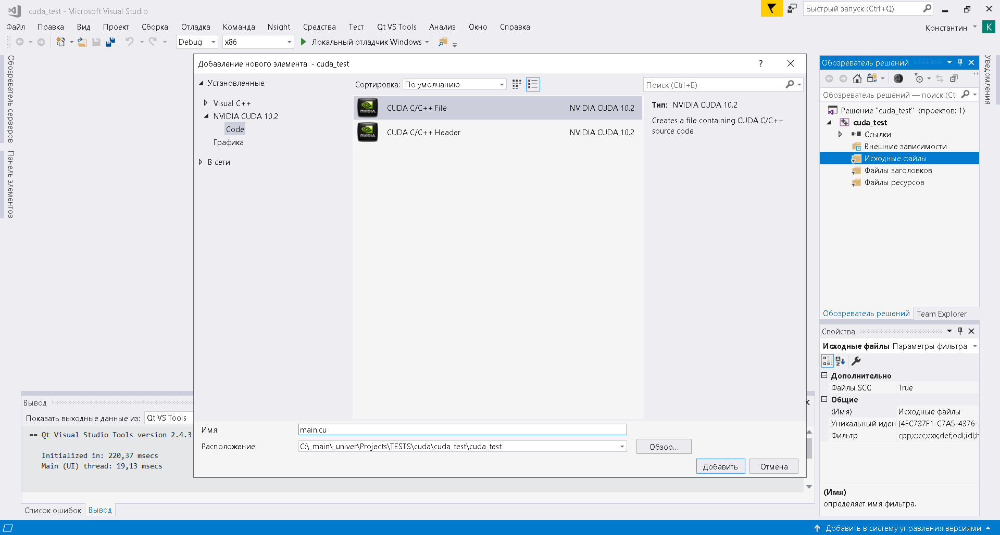 cuda_test - Microsoft Visual Studio
Быстрый запуск (Ctrl+Q)
Файл Правка Вид Проект Сборка Отладка Команда Nsight Средства Тест Qt VS Tools Анализ Окно Справка
Константин K
Debug x86 Локальный отладчик Windows
Обозреватель серверов
Панель элементов
Добавление нового элемента - cuda_test
?
Установленные
Visual C++
NVIDIA CUDA 10.2
Code
Графика
В сети
Сортировка: По умолчанию
Поиск (Ctrl+E)
CUDA C/C++ File NVIDIA CUDA 10.2
CUDA C/C++ Header NVIDIA CUDA 10.2
Тип: NVIDIA CUDA 10.2
Creates a file containing CUDA C/C++
source code
Имя: main.cu
Расположение: C:\_main\_univer\Projects\TESTS\cuda\cuda_test\cuda_test
Обзор...
Добавить Отмена
Обозреватель решений
Обозреватель решений — поиск (Ctr
Решение "cuda_test" (проектов: 1)
cuda_test
Ссылки
Внешние зависимости
Исходные файлы
Файлы заголовков
Файлы ресурсов
Обозреватель решений Team Explorer
Уведомления
Свойства
Исходные файлы Параметры фильтра
Дополнительно
Файлы SCC True
Общие
(Имя) Исходные файлы
Уникальный иден {4FC737F1-C7A5-4376-
Фильтр cpp;c;cc;cxx;def;odl;idl;h
(Имя)
определяет имя фильтра.
Вывод
Показать выходные данные из: Qt VS Tools
== Qt Visual Studio Tools version 2.4.3
Initialized in: 220,37 msecs
Main (UI) thread: 19,13 msecs
Список ошибок Вывод
Добавить в систему управления версиями